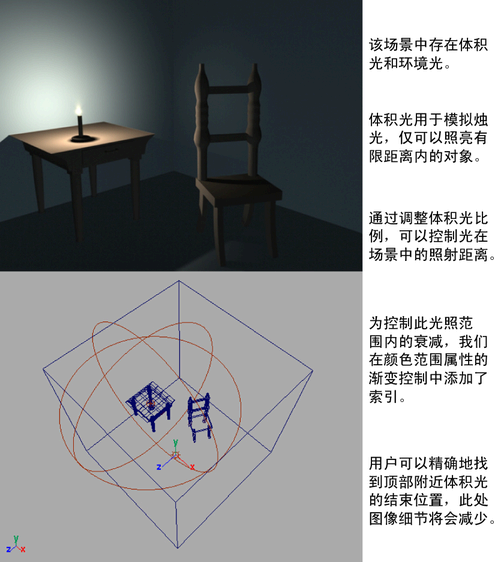 该场景中存在体积
光和环境光。
体积光用于模拟烛
光，仅可以照亮有
限距离内的对象。
通过调整体积光比
例，可以控制光在
场景中的照射距离。
为控制此光照范
围内的衰减，我们
在颜色范围属性的
渐变控制中添加了
索引。
用户可以精确地找
到顶部附近体积光
的结束位置，此处
图像细节将会减少。
y
z
x
y
z
x